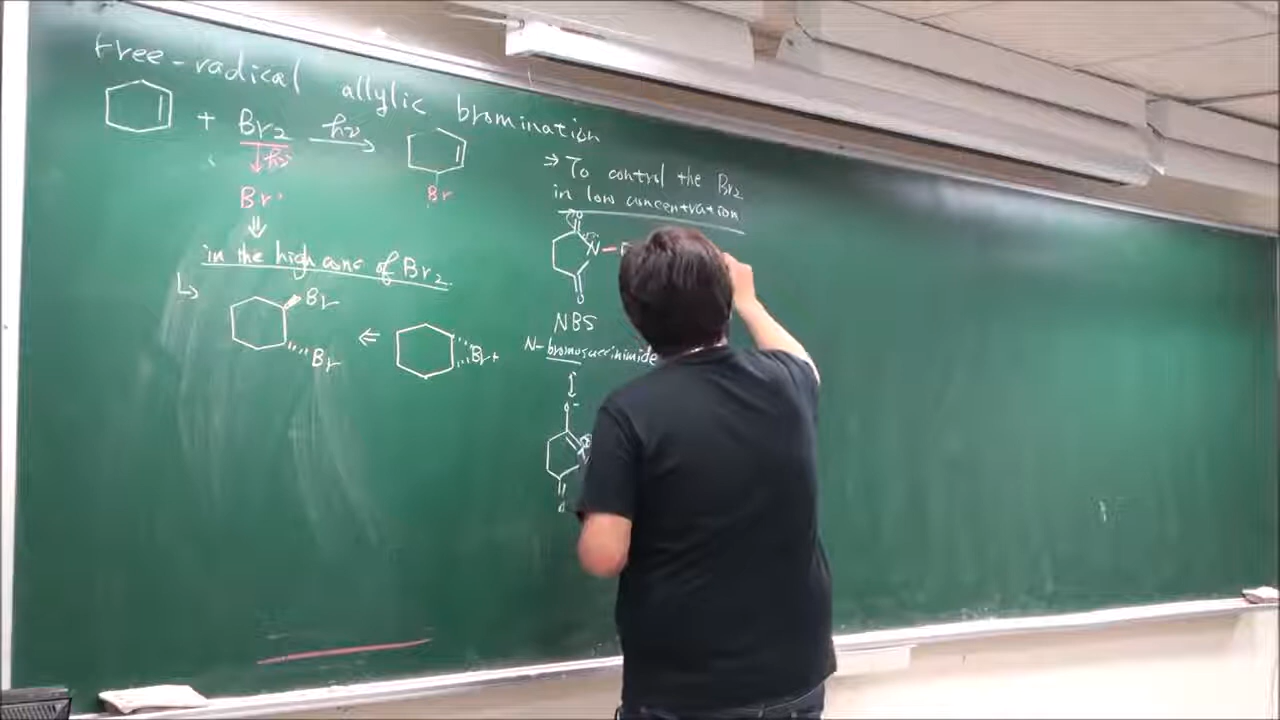 Free-radical allylic bromination
+ Br2 hν
↓ hν
Br·
Br
⇓
in the high conc of Br2.
↳
Br
Br
⇐
Br+
⇒ To control the Br2
in low concentration
O
N
O
NBS
N-bromosuccinimide
O-
O